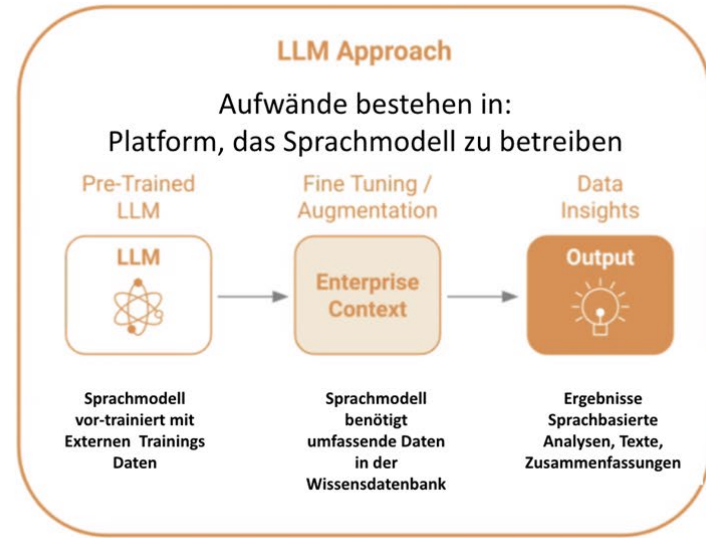 LLM Approach
Aufwände bestehen in:
Platform, das Sprachmodell zu betreiben
Pre-Trained
LLM
Fine Tuning /
Augmentation
Data
Insights
LLM
Enterprise
Context
Output
Sprachmodell
vor-trainiert mit
Externen Trainings
Daten
Sprachmodell
benötigt
umfassende Daten
in der
Wissensdatenbank
Ergebnisse
Sprachbasierte
Analysen, Texte,
Zusammenfassungen